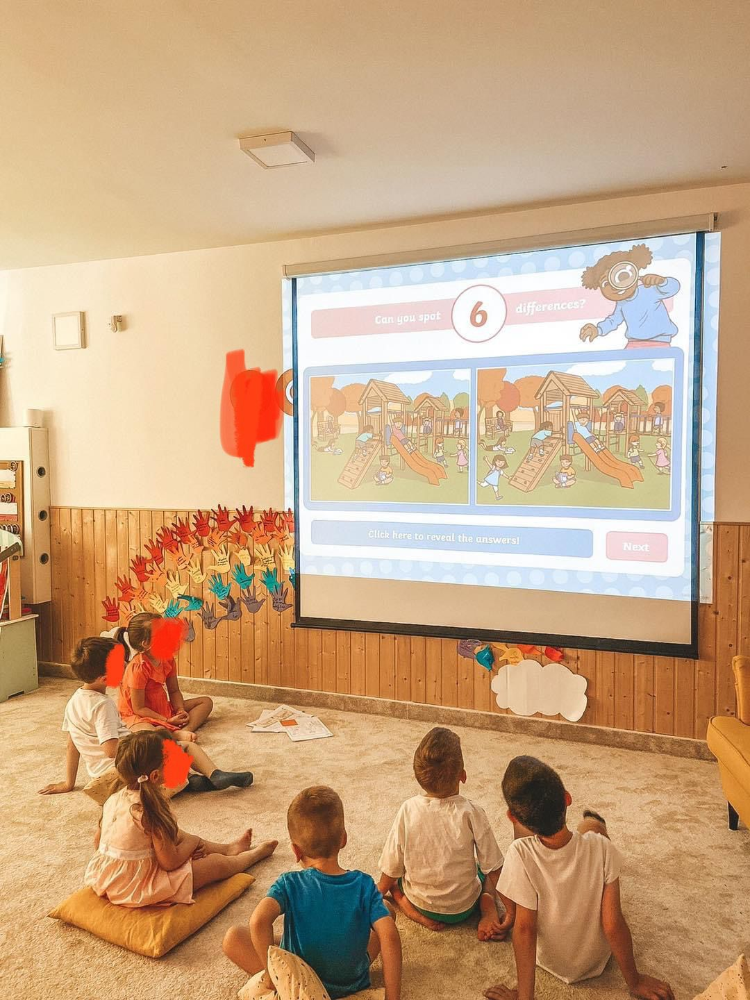 Can you spot 6 differences?
Click here to reveal the answers!
Next